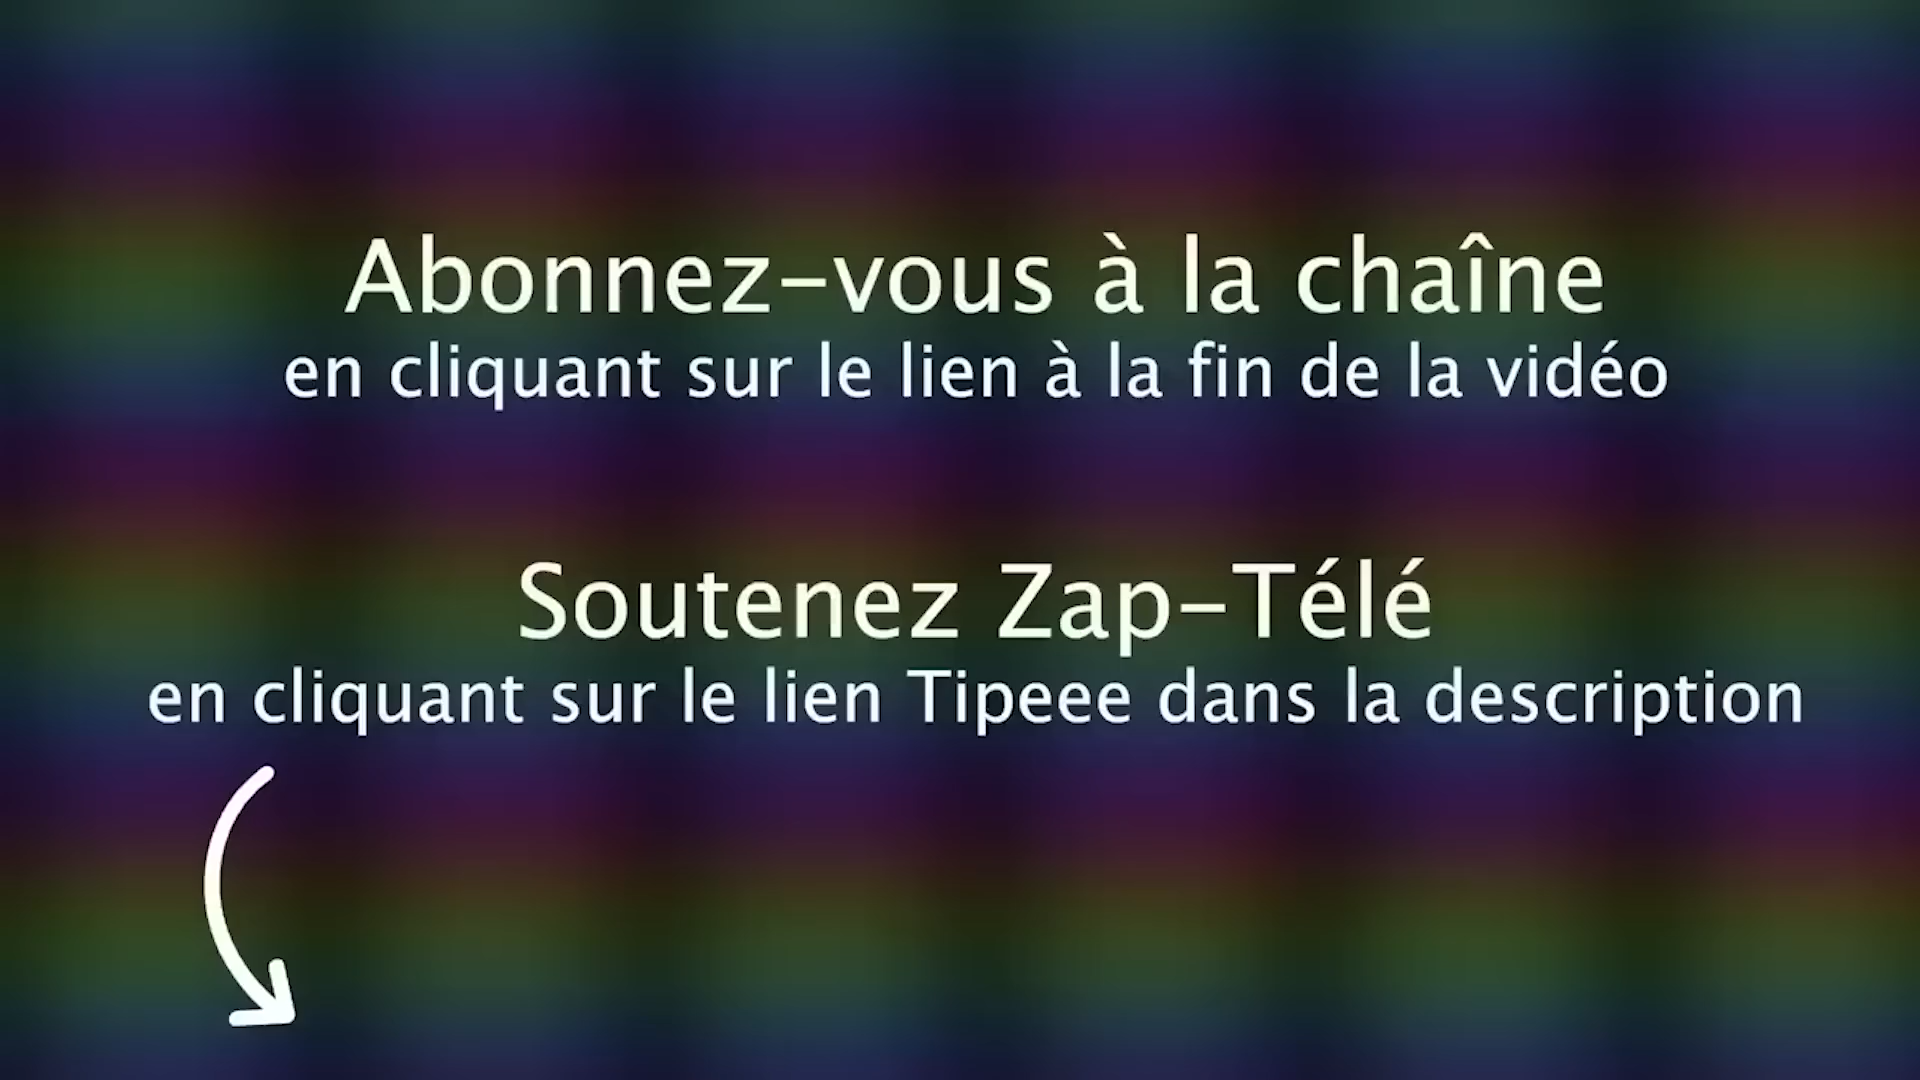 Abonnez-vous à la chaîne
en cliquant sur le lien à la fin de la vidéo
Soutenez Zap-Télé
en cliquant sur le lien Tipeee dans la description